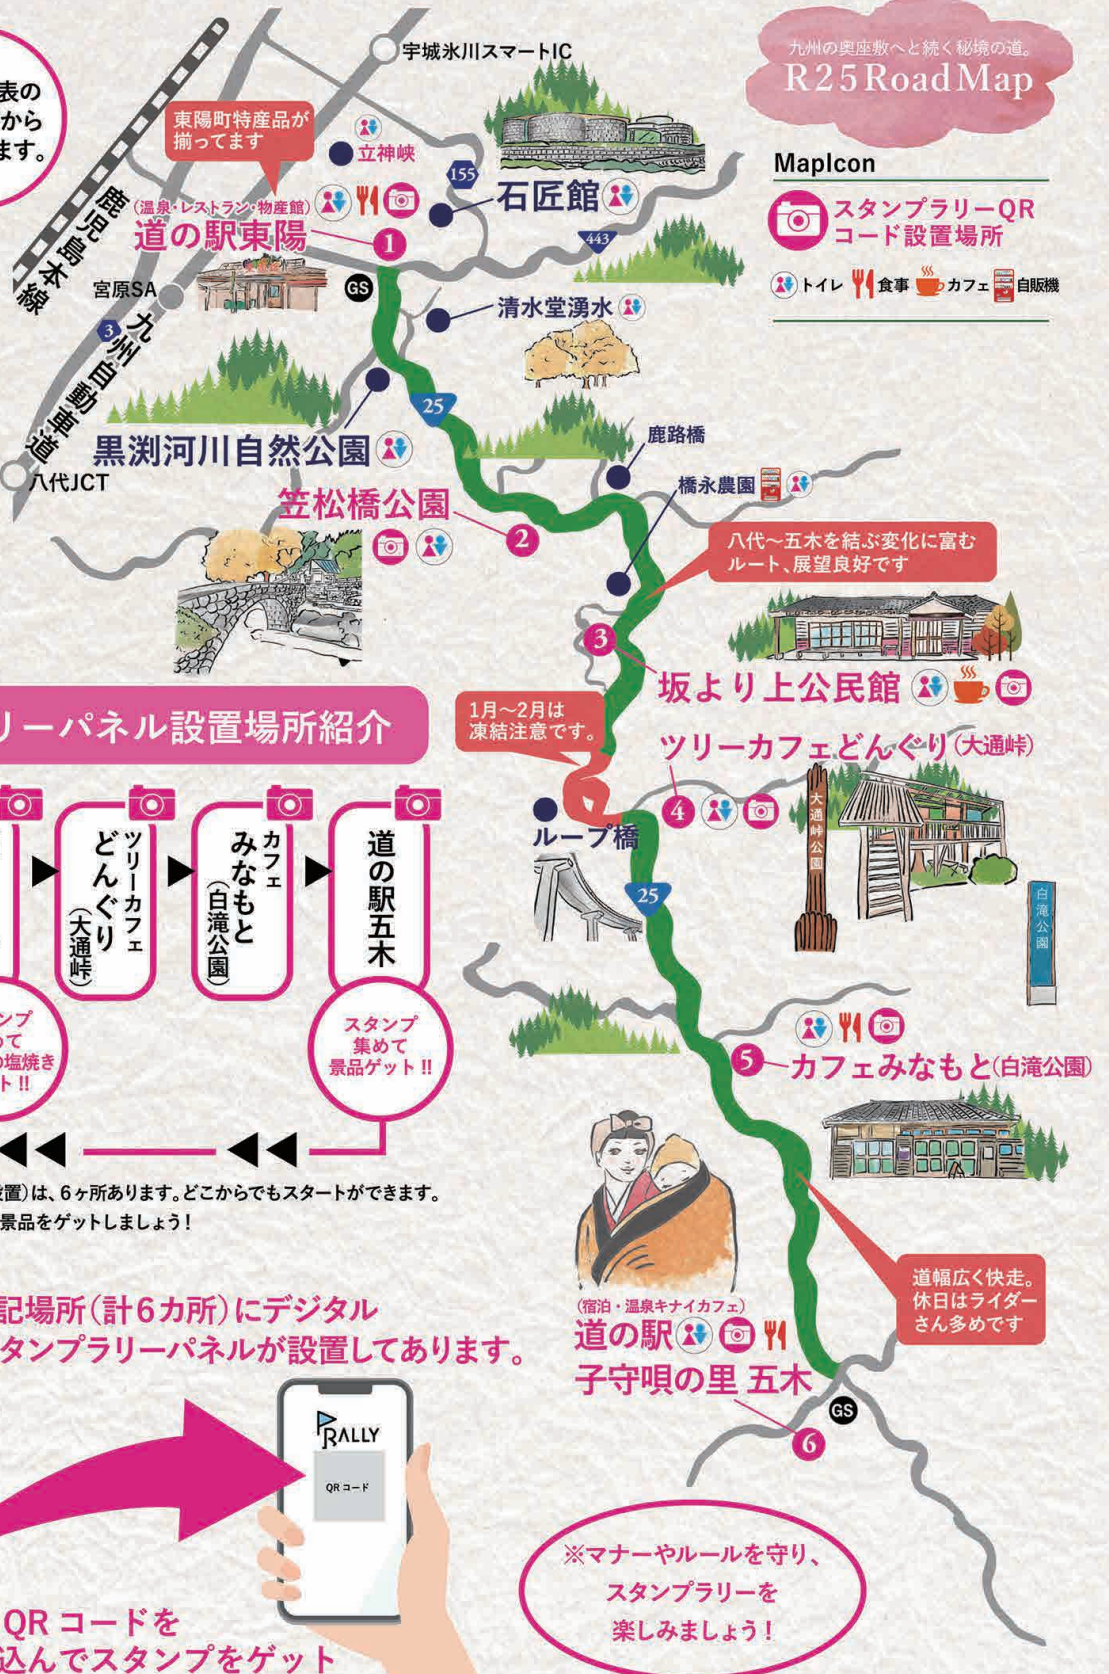 九州の奥座敷へと続く秘境の道。
R25 Road Map
MapIcon
スタンプラリーQR
コード設置場所
トイレ
食事
カフェ
自販機
表の
から
ます。
宇城氷川スマートIC
東陽町特産品が
揃ってます
立神峡
155
石匠館
(温泉・レストラン・物産館)
道の駅東陽
1
443
鹿児島本線
宮原SA
GS
3
九州自動車道
清水堂湧水
25
黒渕河川自然公園
八代JCT
鹿路橋
橋永農園
笠松橋公園
2
八代〜五木を結ぶ変化に富む
ルート、展望良好です
3
坂より上公民館
1月〜2月は
凍結注意です。
リーパネル設置場所紹介
ツリーカフェどんぐり(大通峠)
4
大通峠公園
ループ橋
25
白滝公園
ツリーカフェ
どんぐり
(大通峠)
カフェ
みなもと
(白滝公園)
道の駅五木
ンプ
めて
の塩焼き
ト!!
スタンプ
集めて
景品ゲット!!
5
カフェみなもと(白滝公園)
設置)は、6ヶ所あります。どこからでもスタートができます。
景品をゲットしましょう!
道幅広く快走。
休日はライダー
さん多めです
(宿泊・温泉キナイカフェ)
道の駅
子守唄の里 五木
GS
6
記場所(計6カ所)にデジタル
タンプラリーパネルが設置してあります。
RALLY
QRコード
QRコードを
込んでスタンプをゲット
※マナーやルールを守り、
スタンプラリーを
楽しみましょう!